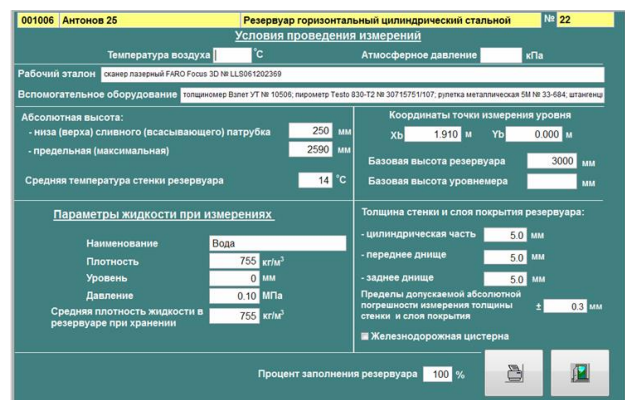 001006 Антонов 25 Резервуар горизонтальный цилиндрический стальной № 22
Условия проведения измерений
Температура воздуха °С Атмосферное давление кПа
Рабочий эталон сканер лазерный FARO Focus 3D № LLS061202369
Вспомогательное оборудование толщиномер Взлет УТ № 10506; пирометр Testo 830-T2 № 30715751/107; рулетка металлическая 5М № 33-684; штангенц
Абсолютная высота:
- низа (верха) сливного (всасывающего) патрубка 250 мм
- предельная (максимальная) 2590 мм
Средняя температура стенки резервуара 14 °С
Координаты точки измерения уровня
Xb 1.910 м Yb 0.000 м
Базовая высота резервуара 3000 мм
Базовая высота уровнемера мм
Параметры жидкости при измерениях
Наименование Вода
Плотность 755 кг/м³
Уровень 0 мм
Давление 0.10 МПа
Средняя плотность жидкости в
резервуаре при хранении 755 кг/м³
Толщина стенки и слоя покрытия резервуара:
- цилиндрическая часть 5.0 мм
- переднее днище 5.0 мм
- заднее днище 5.0 мм
Пределы допускаемой абсолютной
погрешности измерения толщины
стенки и слоя покрытия ± 0.3 мм
Железнодорожная цистерна
Процент заполнения резервуара 100 %